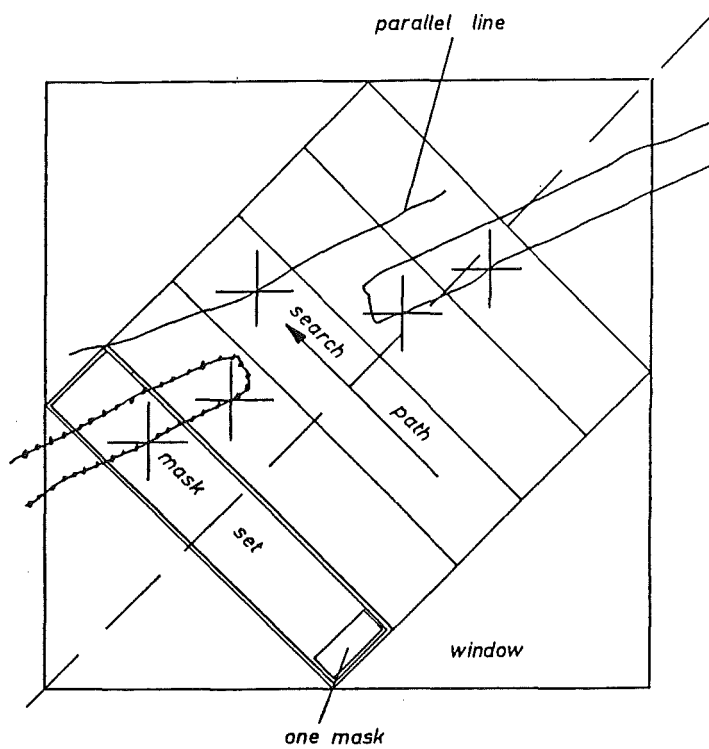 parallel line
search
path
mask
set
window
one mask